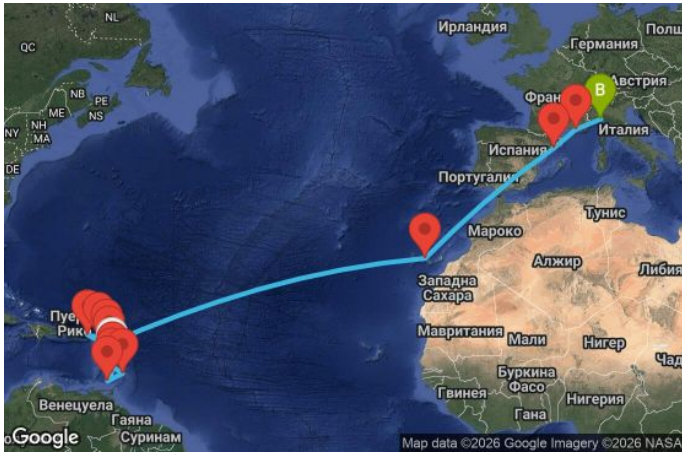 NL
QC
NB
PE
ME
NS
NY
NH
MA
DE
Ирландия
Полш
Германия
Фран
B
Австрия
Испания
Италия
Португалия
Тунис
Мароко
Алжир
Либия
Западна
Сахара
Пуер
Рико
Мавритания
Мали
Нигер
Чад
Буркина
Фасо
Гвинея
Нигерия
Гана
Венецуела
Гаяна
Суринам
Google
Map data ©2026 Google Imagery ©2026 NASA